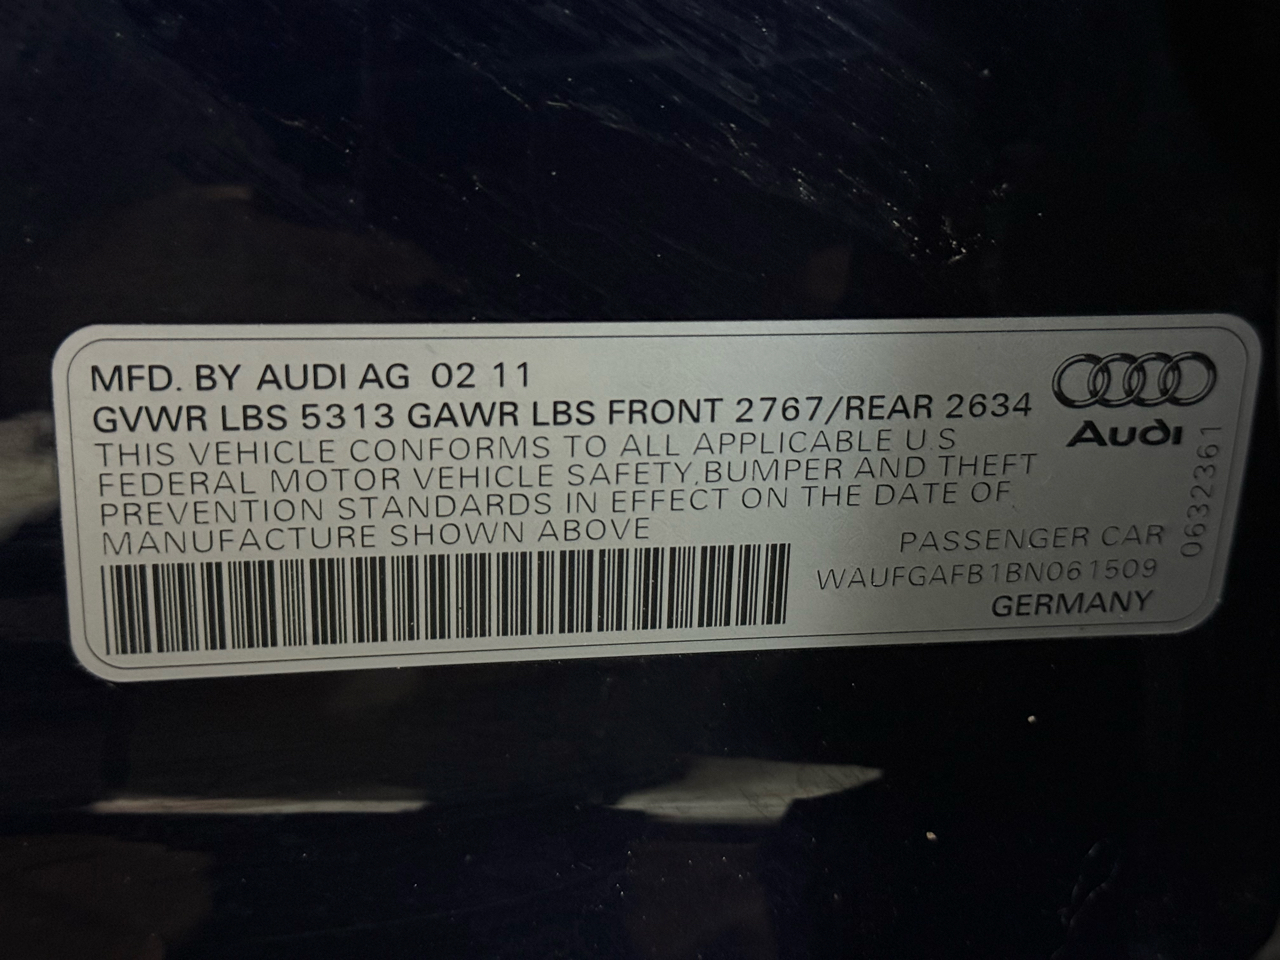 MFD. BY AUDI AG 02 11
GVWR LBS 5313 GAWR LBS FRONT 2767/REAR 2634
THIS VEHICLE CONFORMS TO ALL APPLICABLE U.S
FEDERAL MOTOR VEHICLE SAFETY, BUMPER AND THEFT
PREVENTION STANDARDS IN EFFECT ON THE DATE OF
MANUFACTURE SHOWN ABOVE
Audi
0632361
PASSENGER CAR
WAUFGAFB1BN061509
GERMANY